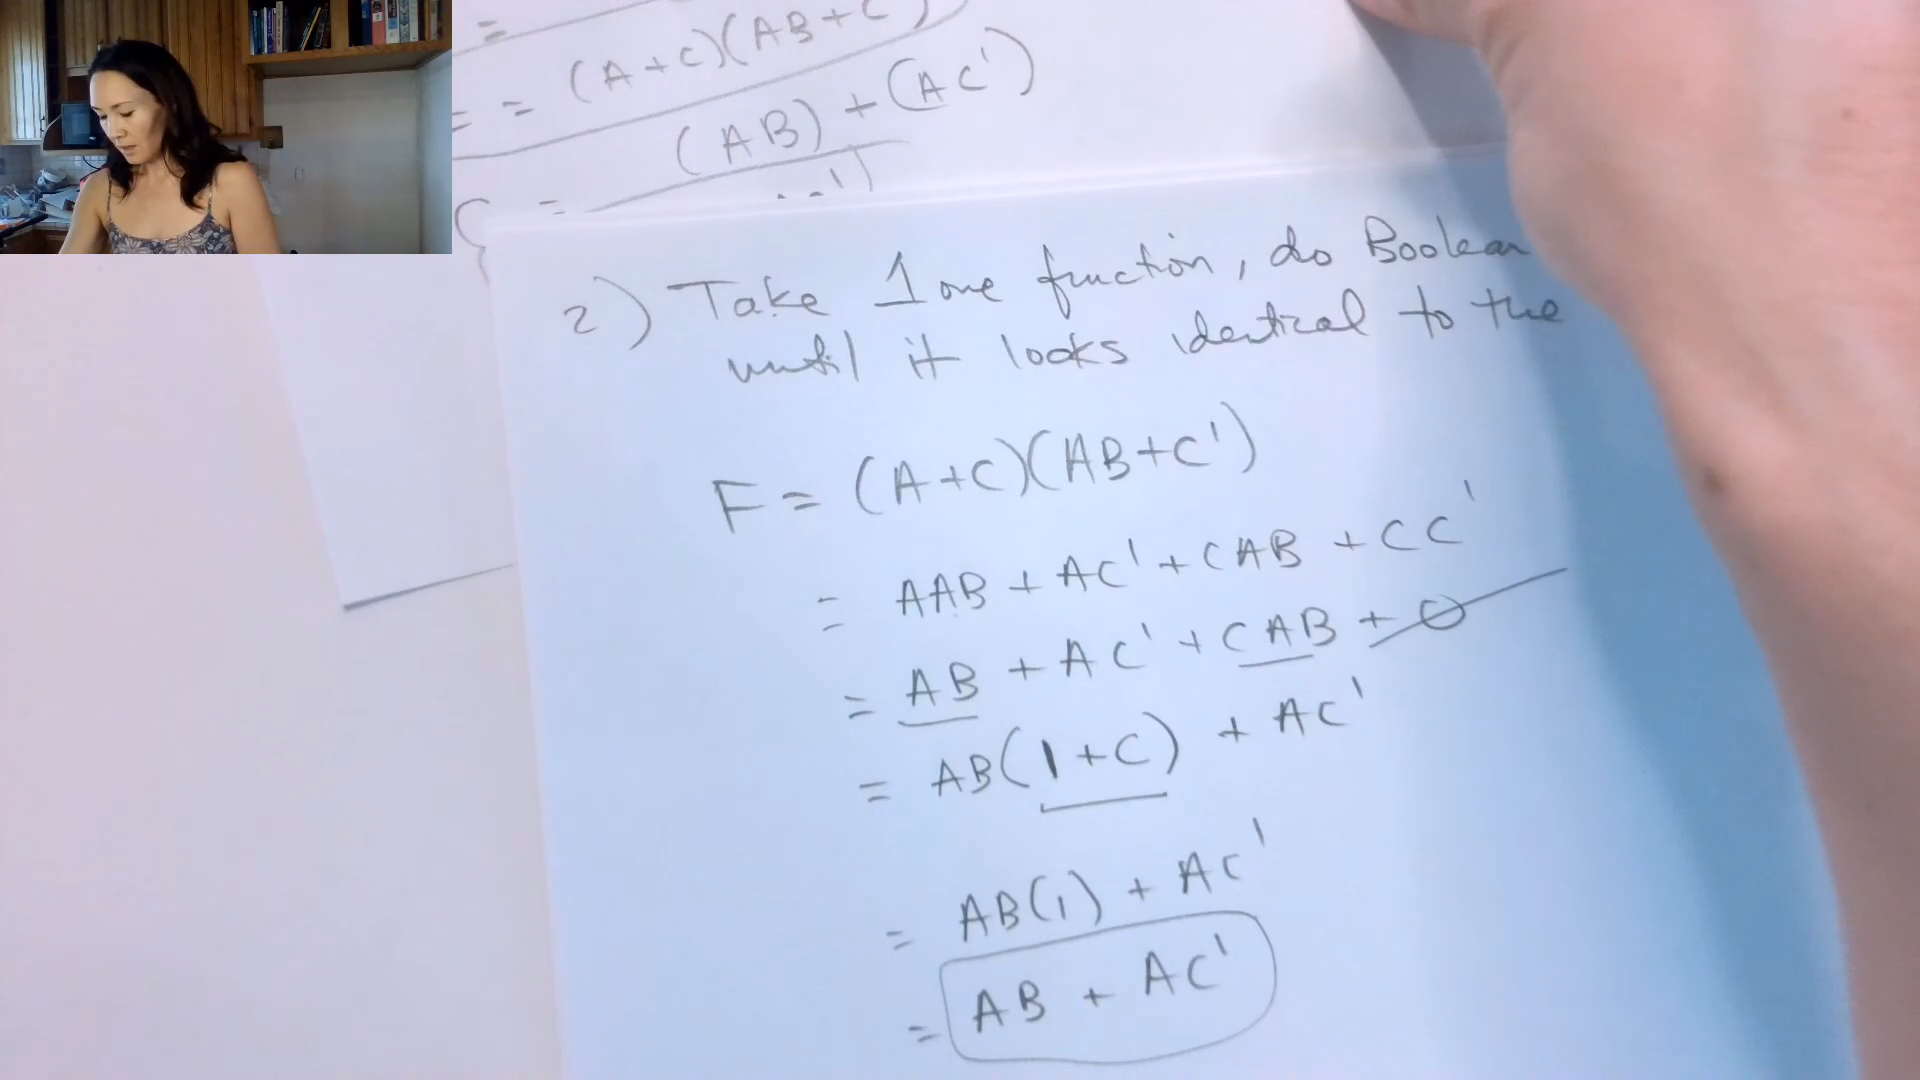 =
= = (A+C)(AB+C')
(AB) + (AC')
=
2) Take 1 one function, do Boolean
until it looks identical to the
F = (A+C)(AB+C')
= AAB + AC' + CAB + CC'
= AB + AC' + CAB + 0
= AB(1+C) + AC'
= AB(1) + AC'
= AB + AC'